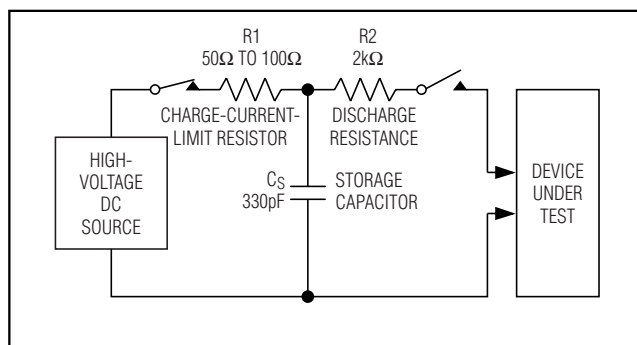 R1
50Ω TO 100Ω
CHARGE-CURRENT-
LIMIT RESISTOR
R2
2kΩ
DISCHARGE
RESISTANCE
HIGH-
VOLTAGE
DC
SOURCE
CS
330pF
STORAGE
CAPACITOR
DEVICE
UNDER
TEST